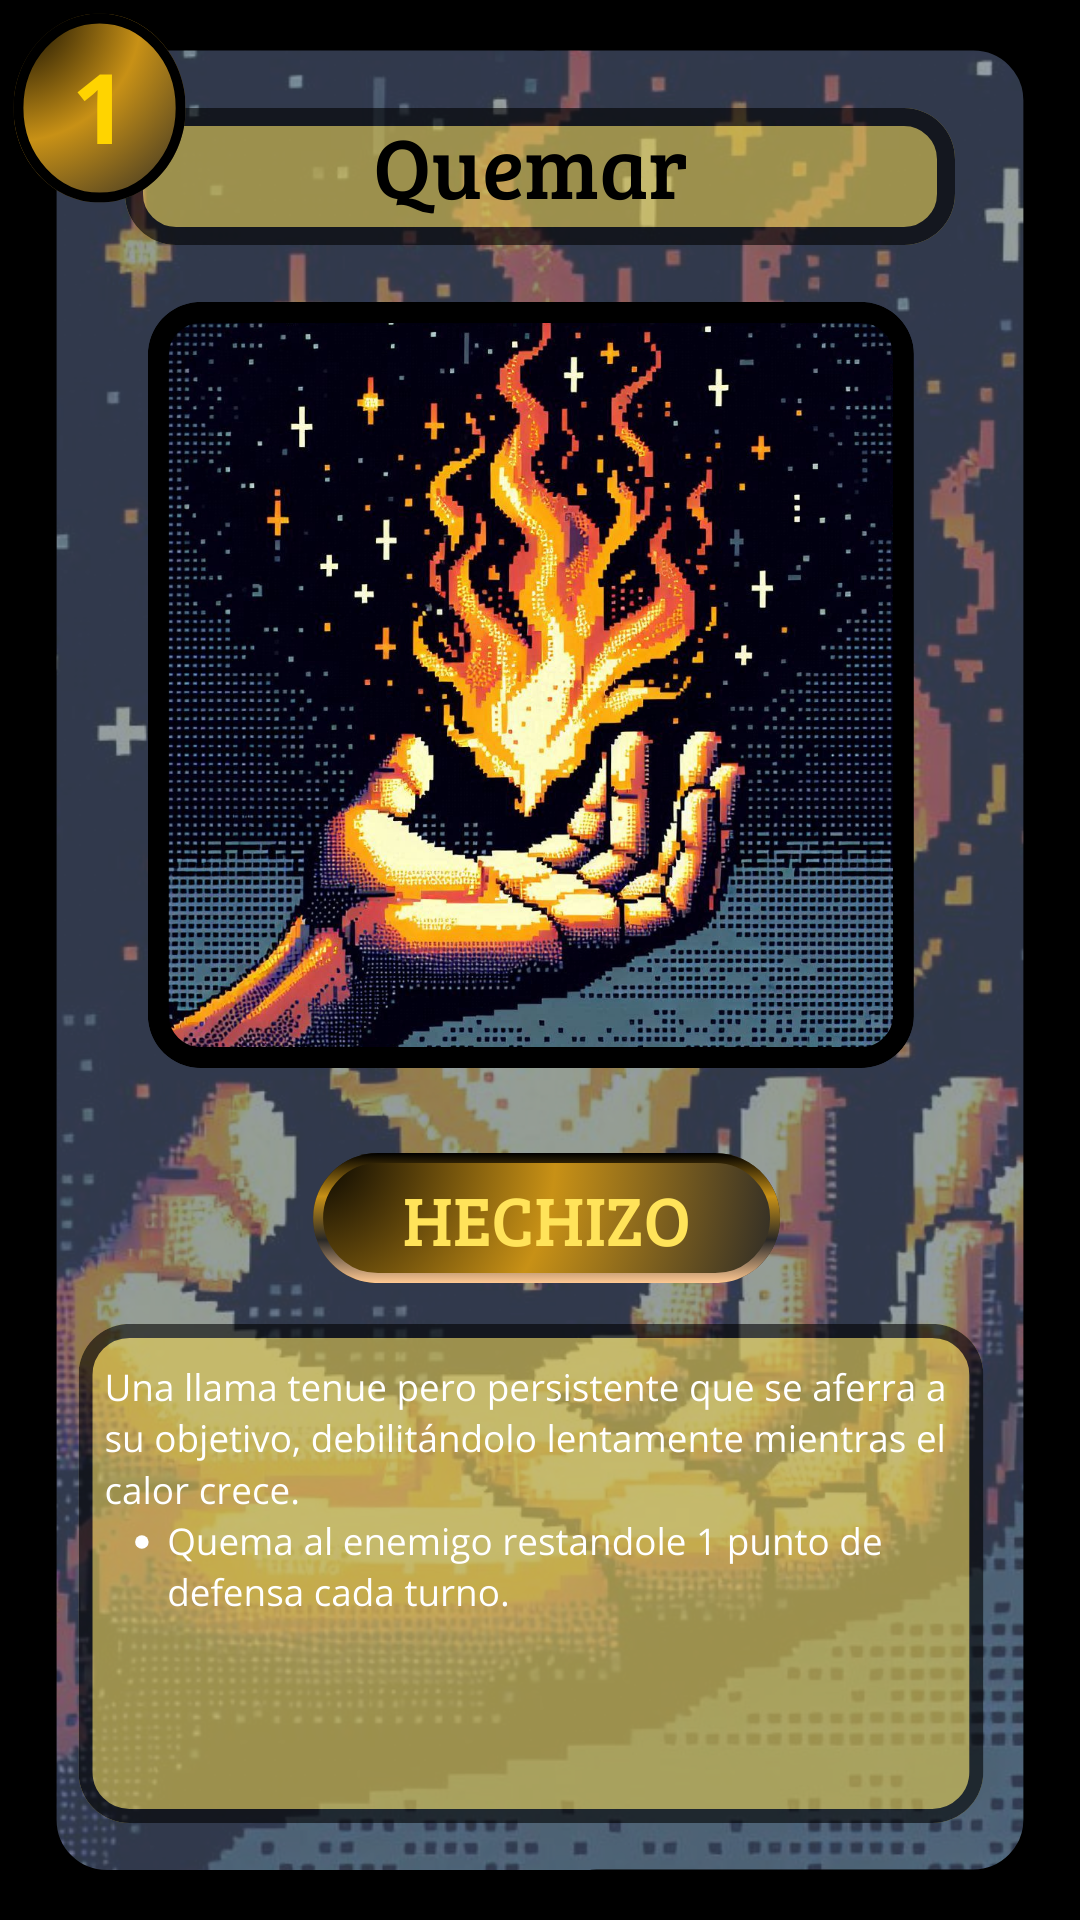 1
Quemar
HECHIZO
Una llama tenue pero persistente que se aferra a
su objetivo, debilitándolo lentamente mientras el
calor crece.
• Quema al enemigo restandole 1 punto de
defensa cada turno.